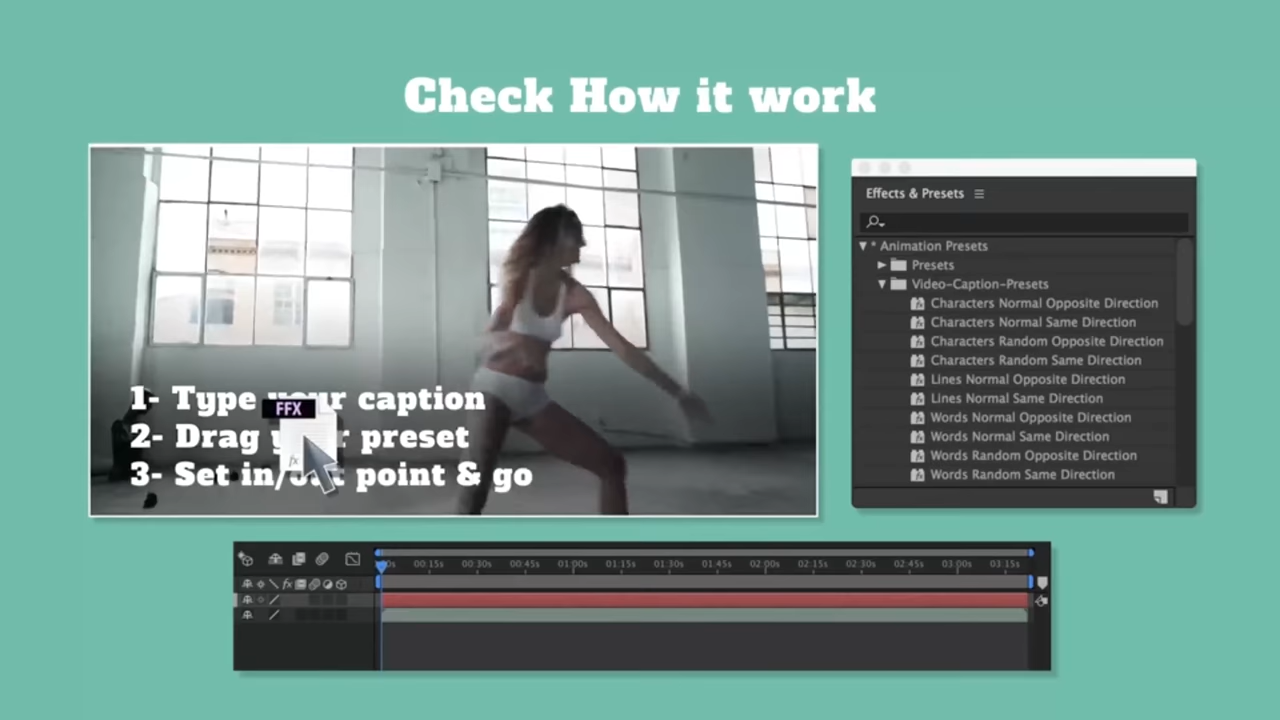 Check How it work
1- Type your caption
FFX
2- Drag your preset
3- Set in/out point & go
Effects & Presets
* Animation Presets
Presets
Video-Caption-Presets
Characters Normal Opposite Direction
Characters Normal Same Direction
Characters Random Opposite Direction
Characters Random Same Direction
Lines Normal Opposite Direction
Lines Normal Same Direction
Words Normal Opposite Direction
Words Normal Same Direction
Words Random Opposite Direction
Words Random Same Direction
00:15s 00:30s 00:45s 01:00s 01:15s 01:30s 01:45s 02:00s 02:15s 02:30s 02:45s 03:00s 03:15s
fx